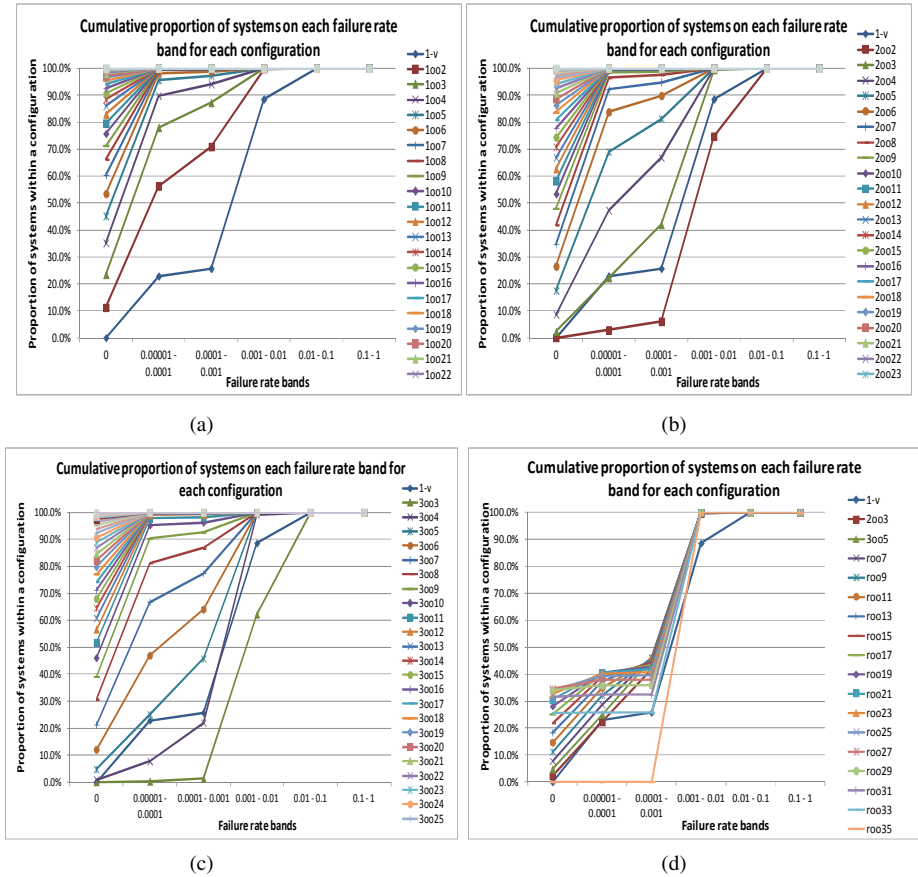 Cumulative proportion of systems on each failure rate
band for each configuration
Proportion of systems within a configuration
100.0%
90.0%
80.0%
70.0%
60.0%
50.0%
40.0%
30.0%
20.0%
10.0%
0.0%
0
0.00001 -
0.0001
0.0001 -
0.001
0.001 - 0.01
0.01 - 0.1
0.1 - 1
Failure rate bands
1-v
1oo2
1oo3
1oo4
1oo5
1oo6
1oo7
1oo8
1oo9
1oo10
1oo11
1oo12
1oo13
1oo14
1oo15
1oo16
1oo17
1oo18
1oo19
1oo20
1oo21
1oo22
(a)
Cumulative proportion of systems on each failure rate
band for each configuration
Proportion of systems within a configuration
100.0%
90.0%
80.0%
70.0%
60.0%
50.0%
40.0%
30.0%
20.0%
10.0%
0.0%
0
0.00001 -
0.0001
0.0001 -
0.001
0.001 - 0.01
0.01 - 0.1
0.1 - 1
Failure rate bands
1-v
2oo2
2oo3
2oo4
2oo5
2oo6
2oo7
2oo8
2oo9
2oo10
2oo11
2oo12
2oo13
2oo14
2oo15
2oo16
2oo17
2oo18
2oo19
2oo20
2oo21
2oo22
2oo23
(b)
Cumulative proportion of systems on each failure rate band for
each configuration
Proportion of systems within a configuration
100.0%
90.0%
80.0%
70.0%
60.0%
50.0%
40.0%
30.0%
20.0%
10.0%
0.0%
0
0.00001 -
0.0001
0.0001 -
0.001
0.001 - 0.01
0.01 - 0.1
0.1 - 1
Failure rate bands
1-v
3oo3
3oo4
3oo5
3oo6
3oo7
3oo8
3oo9
3oo10
3oo11
3oo12
3oo13
3oo14
3oo15
3oo16
3oo17
3oo18
3oo19
3oo20
3oo21
3oo22
3oo23
3oo24
3oo25
(c)
Cumulative proportion of systems on each failure rate
band for each configuration
Proportion of systems within a configuration
100.0%
90.0%
80.0%
70.0%
60.0%
50.0%
40.0%
30.0%
20.0%
10.0%
0.0%
0
0.00001 -
0.0001
0.0001 -
0.001
0.001 - 0.01
0.01 - 0.1
0.1 - 1
Failure rate bands
1-v
2oo3
3oo5
roo7
roo9
roo11
roo13
roo15
roo17
roo19
roo21
roo23
roo25
roo27
roo29
roo31
roo33
roo35
(d)